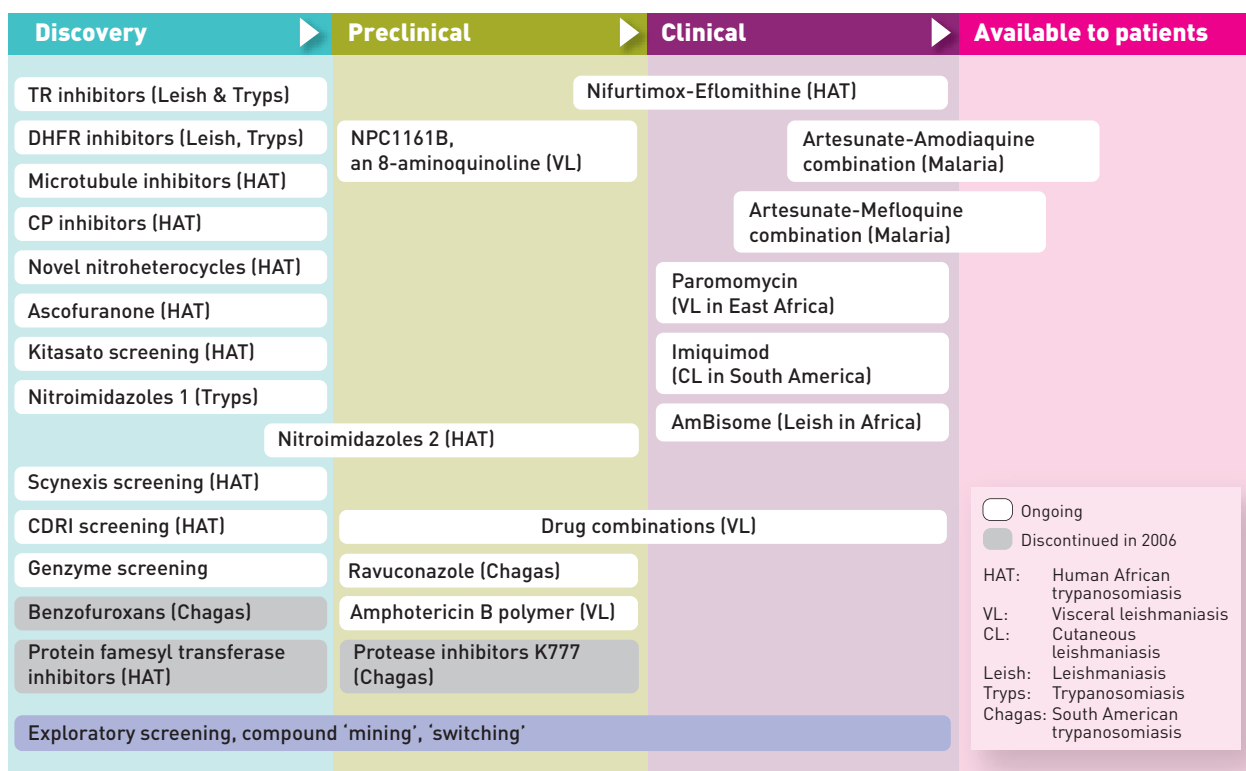 Discovery
Preclinical
Clinical
Available to patients
TR inhibitors (Leish & Tryps)
DHFR inhibitors (Leish, Tryps)
Microtubule inhibitors (HAT)
CP inhibitors (HAT)
Novel nitroheterocycles (HAT)
Ascofuranone (HAT)
Kitasato screening (HAT)
Nitroimidazoles 1 (Tryps)
Nitroimidazoles 2 (HAT)
Scynexis screening (HAT)
CDRI screening (HAT)
Genzyme screening
Benzofuroxans (Chagas)
Protein famesyl transferase
inhibitors (HAT)
NPC1161B,
an 8-aminoquinoline (VL)
Drug combinations (VL)
Ravuconazole (Chagas)
Amphotericin B polymer (VL)
Protease inhibitors K777
(Chagas)
Nifurtimox-Eflomithine (HAT)
Artesunate-Amodiaquine
combination (Malaria)
Artesunate-Mefloquine
combination (Malaria)
Paromomycin
(VL in East Africa)
Imiquimod
(CL in South America)
AmBisome (Leish in Africa)
Exploratory screening, compound ‘mining’, ‘switching’
Ongoing
Discontinued in 2006
HAT: Human African
trypanosomiasis
VL: Visceral leishmaniasis
CL: Cutaneous
leishmaniasis
Leish: Leishmaniasis
Tryps: Trypanosomiasis
Chagas: South American
trypanosomiasis